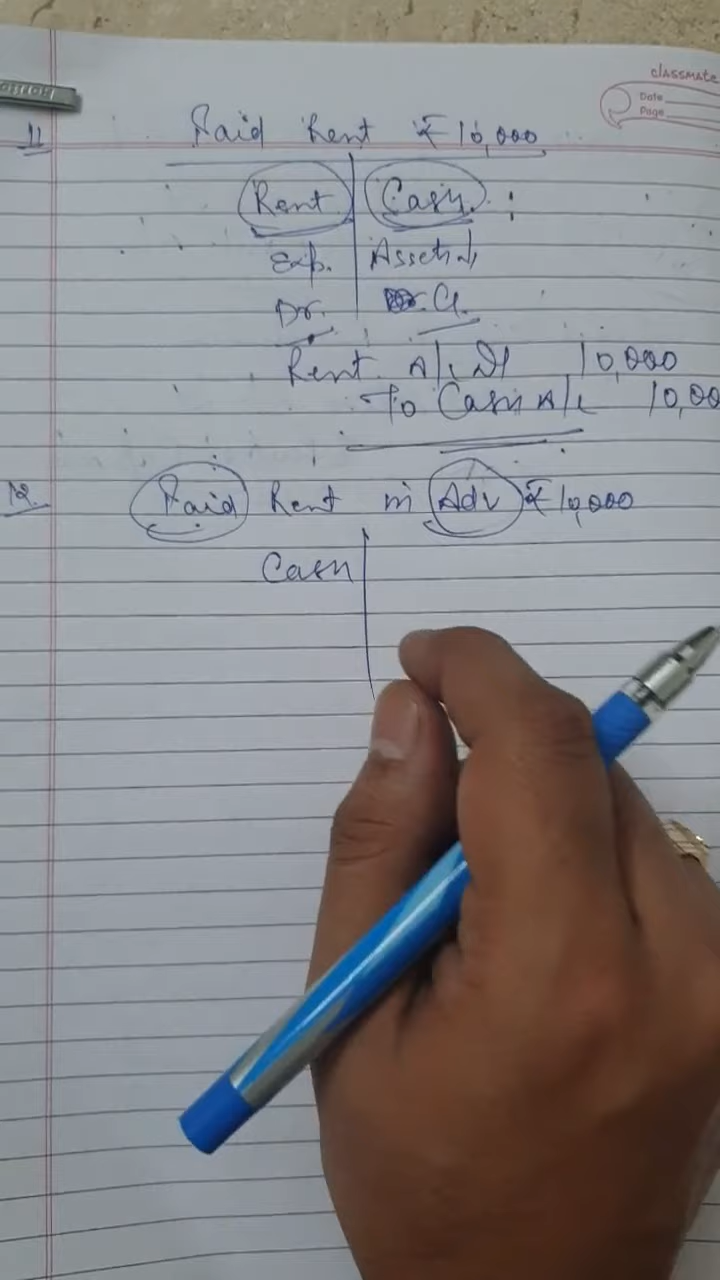 classmate
Date
Page
11 Paid Rent ₹10,000
Rent Cash :
Exp. Asset↓
Dr. Cr.
Rent A/c Dr 10,000
To Cash A/c 10,00
12. Paid Rent in Adv ₹10,000
Cash